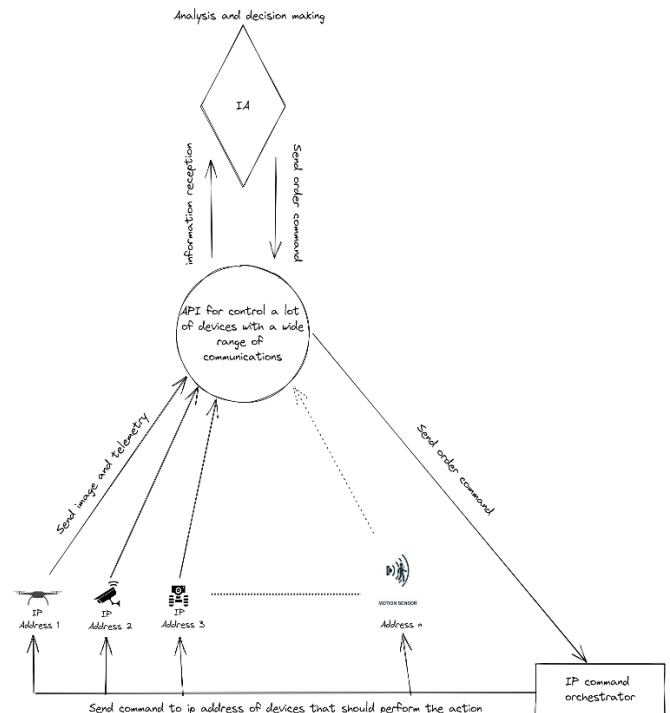 Analysis and decision making
IA
information reception
Send order command
API for control a lot
of devices with a wide
range of
communications
Send image and telemetry
Send order command
IP
Address 1
IP
Address 2
IP
Address 3
MOTION SENSOR
Address n
IP command
orchestrator
Send command to ip address of devices that should perform the action